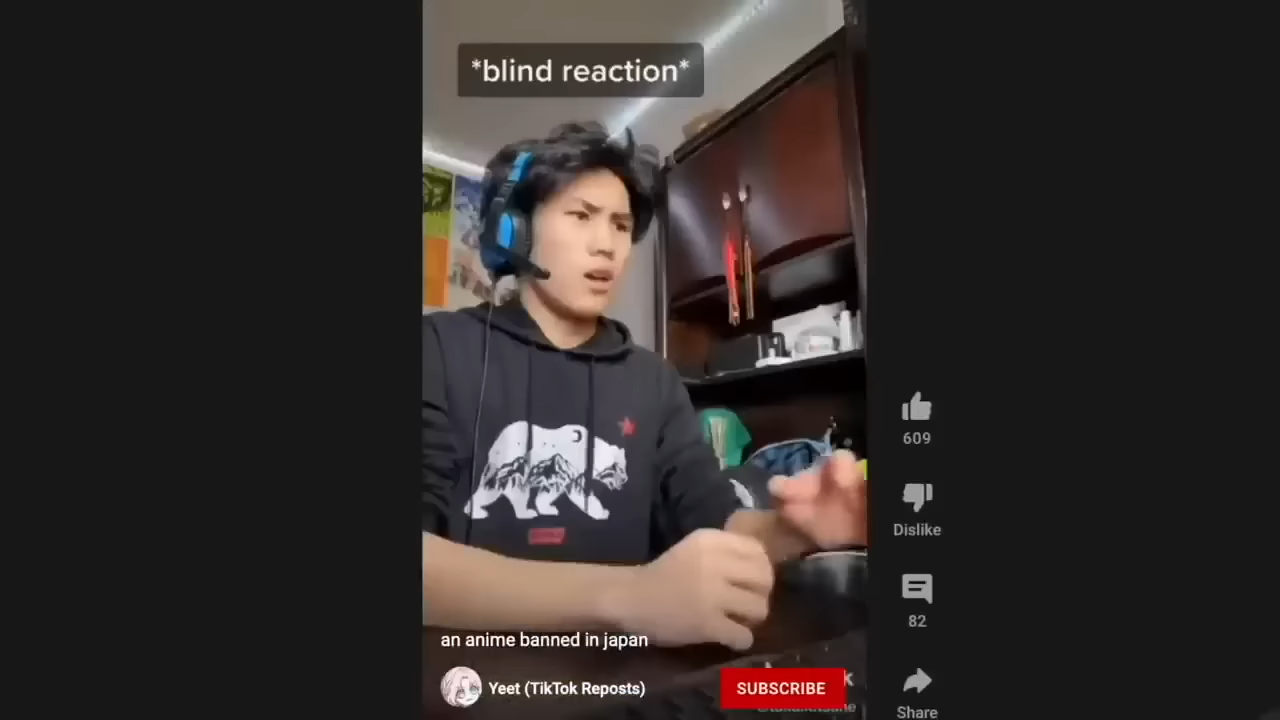 *blind reaction*
609
Dislike
82
an anime banned in japan
Yeet (TikTok Reposts)
SUBSCRIBE
Share